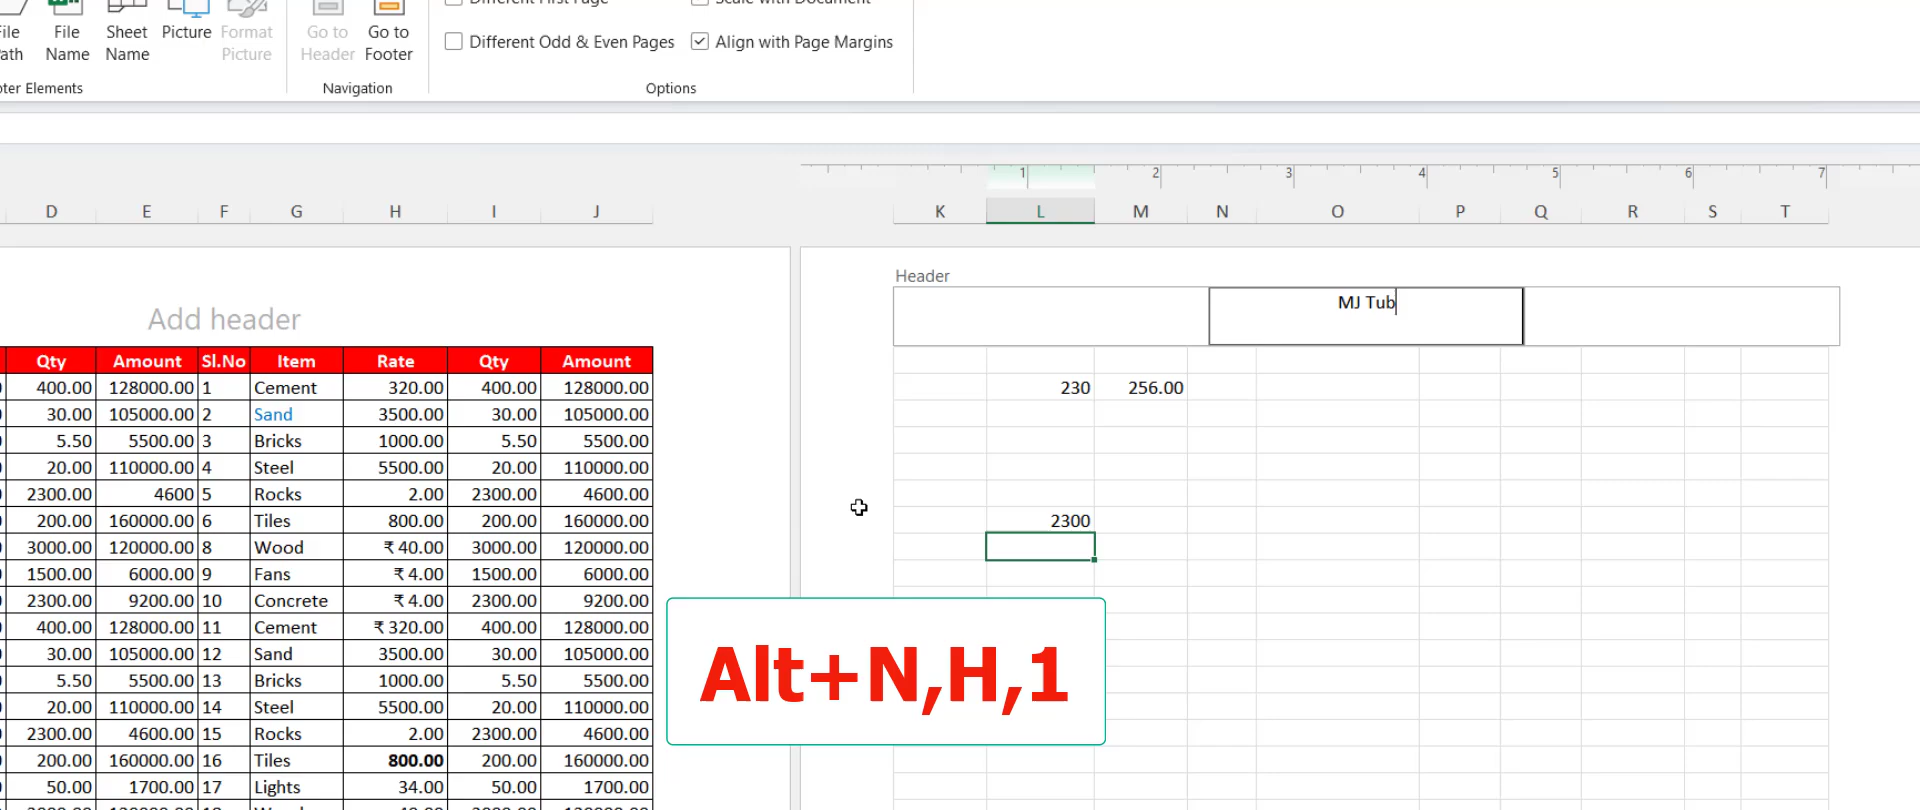 Different First Page Scale with Document
File File Sheet Picture Format Go to Go to
Path Name Name Picture Header Footer
Different Odd & Even Pages Align with Page Margins
oter Elements Navigation Options
1 2 3 4 5 6 7
D E F G H I J K L M N O P Q R S T
Header
MJ Tub
Add header
Qty Amount Sl.No Item Rate Qty Amount
400.00 128000.00 1 Cement 320.00 400.00 128000.00 230 256.00
30.00 105000.00 2 Sand 3500.00 30.00 105000.00
5.50 5500.00 3 Bricks 1000.00 5.50 5500.00
20.00 110000.00 4 Steel 5500.00 20.00 110000.00
2300.00 4600 5 Rocks 2.00 2300.00 4600.00
200.00 160000.00 6 Tiles 800.00 200.00 160000.00 2300
3000.00 120000.00 8 Wood ₹ 40.00 3000.00 120000.00
1500.00 6000.00 9 Fans ₹ 4.00 1500.00 6000.00
2300.00 9200.00 10 Concrete ₹ 4.00 2300.00 9200.00
400.00 128000.00 11 Cement ₹ 320.00 400.00 128000.00
30.00 105000.00 12 Sand 3500.00 30.00 105000.00
5.50 5500.00 13 Bricks 1000.00 5.50 5500.00
20.00 110000.00 14 Steel 5500.00 20.00 110000.00
2300.00 4600.00 15 Rocks 2.00 2300.00 4600.00
200.00 160000.00 16 Tiles 800.00 200.00 160000.00
50.00 1700.00 17 Lights 34.00 50.00 1700.00
Alt+N,H,1